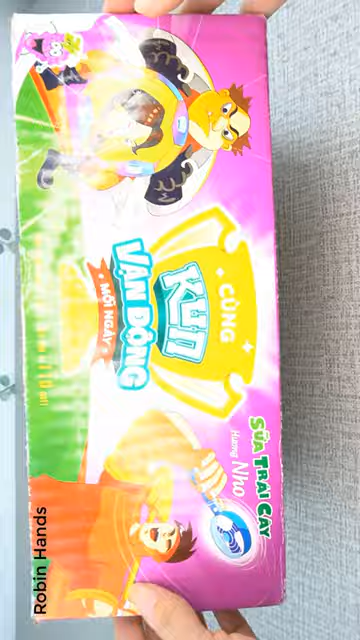 CÙNG
KUN
VẬN ĐỘNG
MỖI NGÀY
SỮA TRÁI CÂY
Hương Nho
Robin Hands